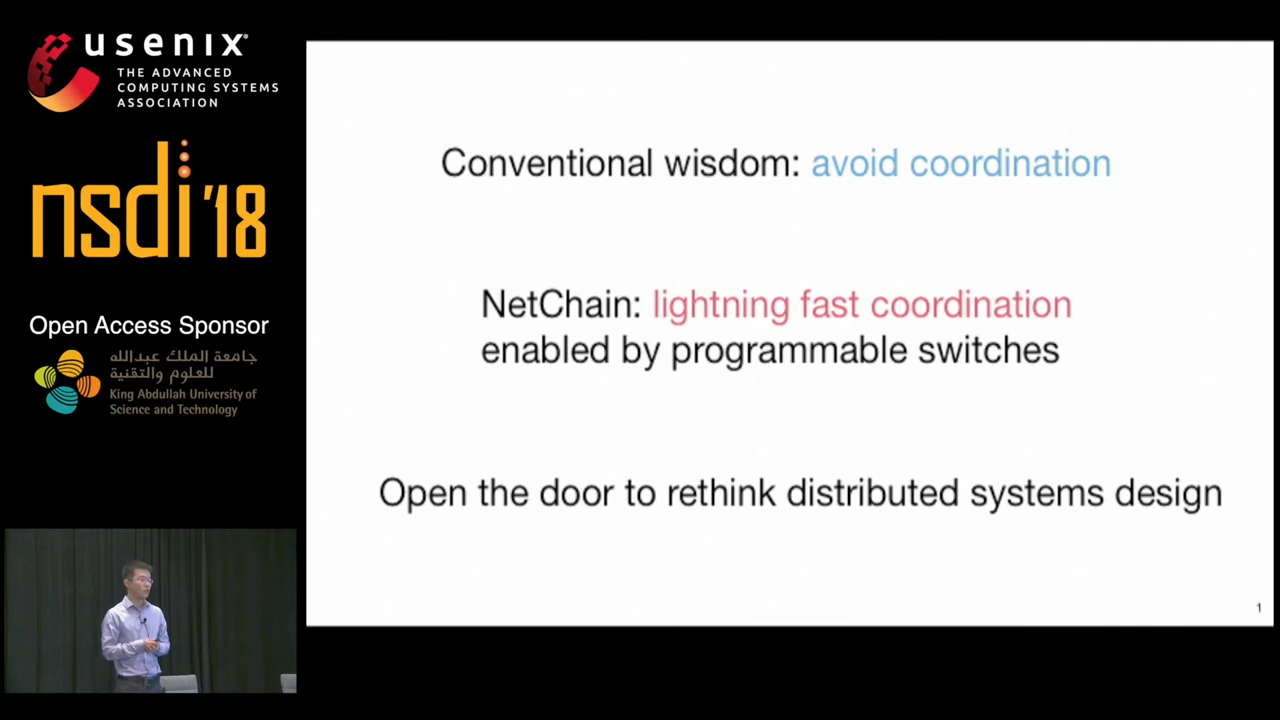 usenix
THE ADVANCED
COMPUTING SYSTEMS
ASSOCIATION
nsdi '18
Open Access Sponsor
جامعة الملك عبدالله
للعلوم والتقنية
King Abdullah University of
Science and Technology
Conventional wisdom: avoid coordination
NetChain: lightning fast coordination
enabled by programmable switches
Open the door to rethink distributed systems design
1